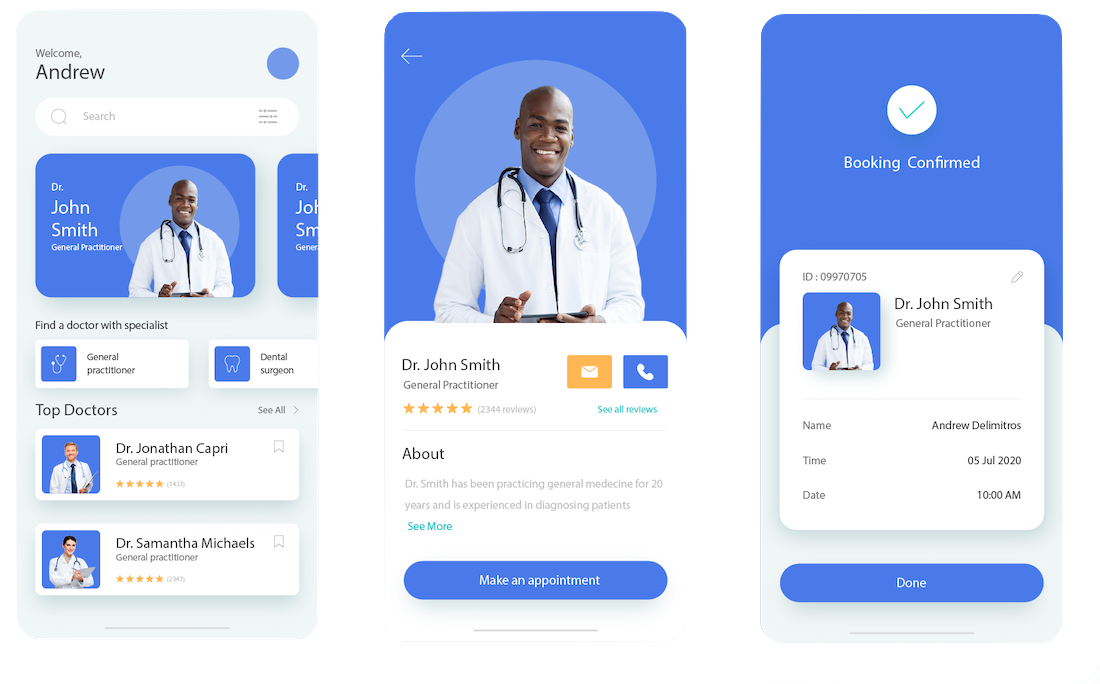 Welcome,
Andrew
Search
Dr.
John
Smith
General Practitioner
Dr.
Joh
Sm
Genera
Find a doctor with specialist
General
practitioner
Dental
surgeon
Top Doctors
See All
Dr. Jonathan Capri
General practitioner
(1433)
Dr. Samantha Michaels
General practitioner
(2343)
Dr. John Smith
General Practitioner
(2344 reviews)
See all reviews
About
Dr. Smith has been practicing general medecine for 20
years and is experienced in diagnosing patients
See More
Make an appointment
Booking Confirmed
ID : 09970705
Dr. John Smith
General Practitioner
Name Andrew Delimitros
Time 05 Jul 2020
Date 10:00 AM
Done